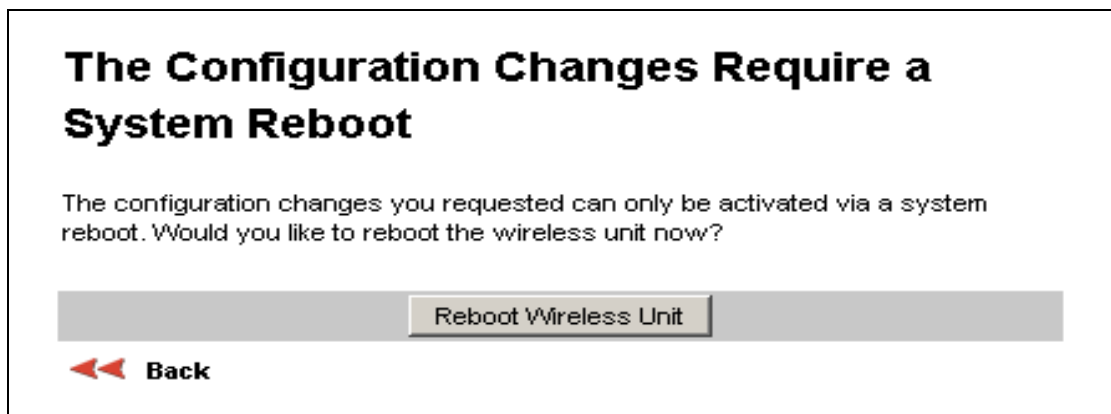 The Configuration Changes Require a
System Reboot
The configuration changes you requested can only be activated via a system
reboot. Would you like to reboot the wireless unit now?
Reboot Wireless Unit
Back